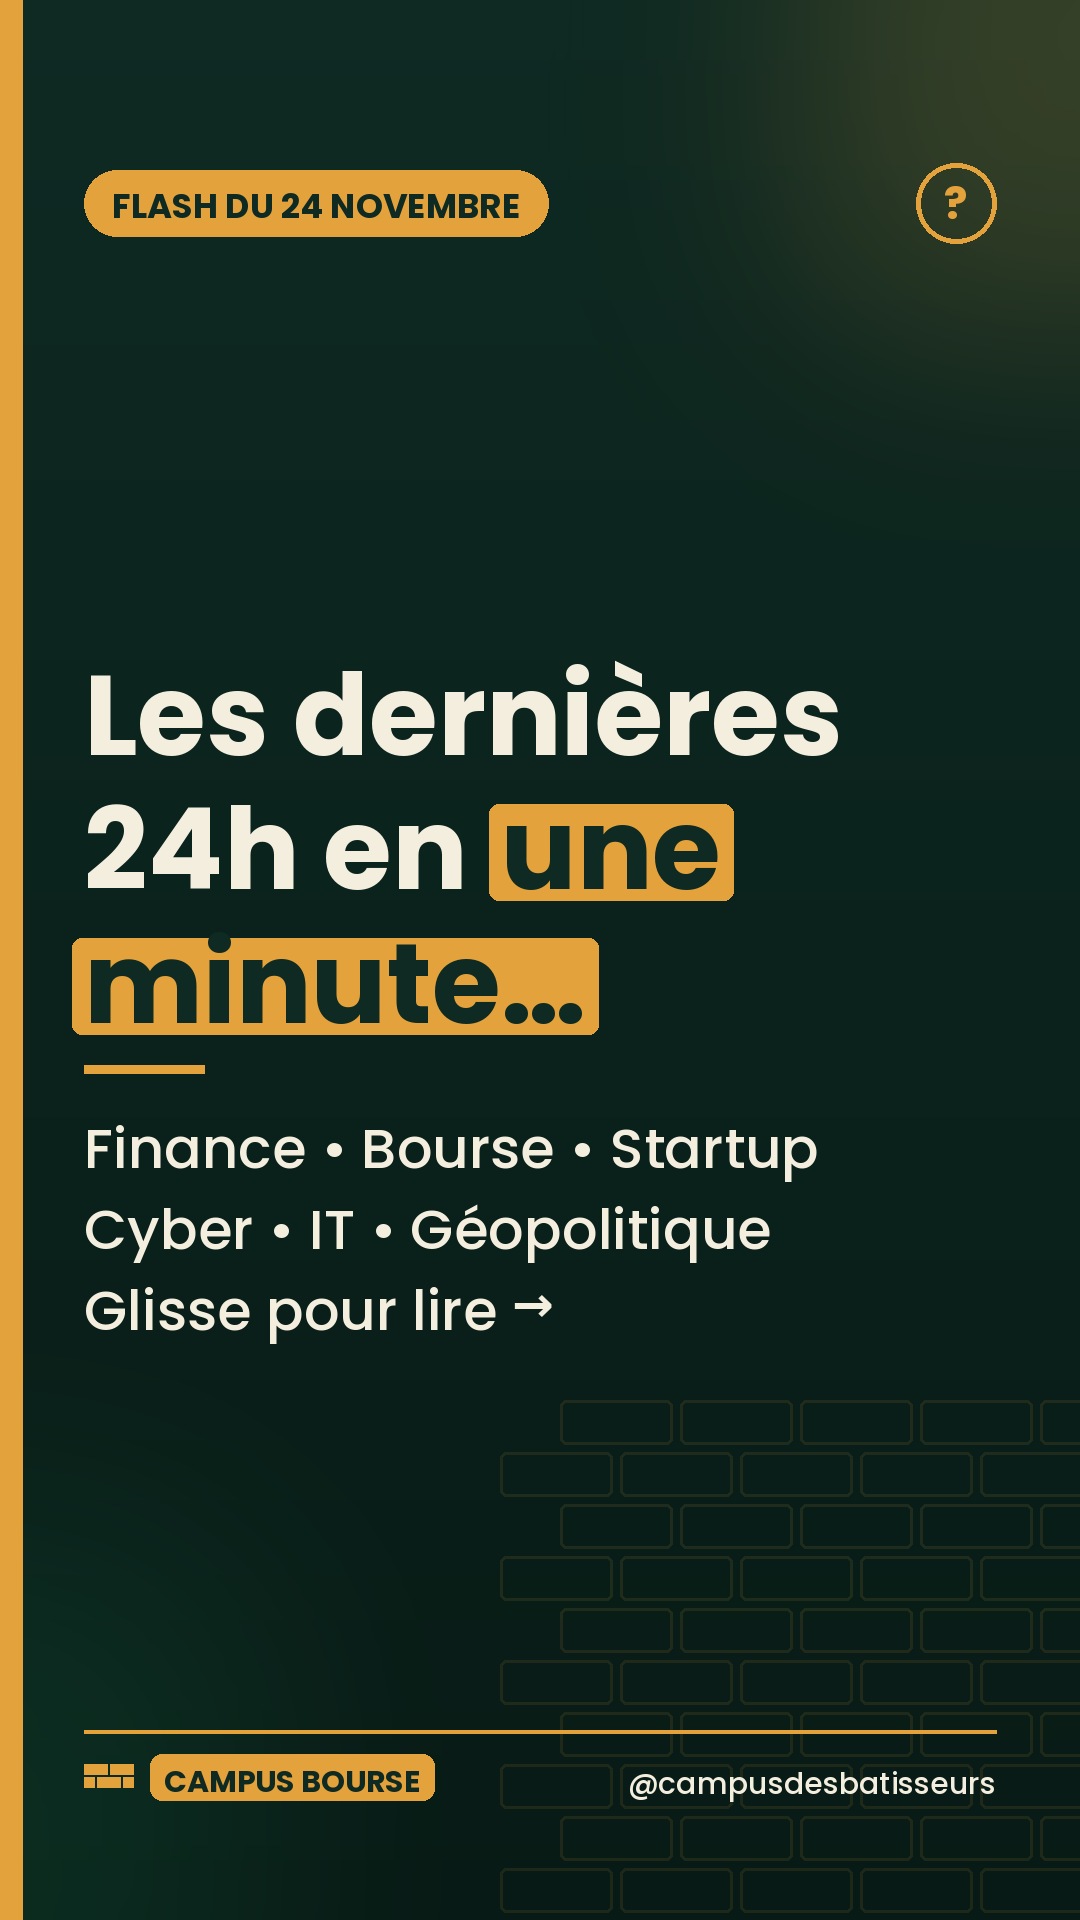 FLASH DU 24 NOVEMBRE
?
Les dernières
24h en une
minute...
Finance • Bourse • Startup
Cyber • IT • Géopolitique
Glisse pour lire →
CAMPUS BOURSE
@campusdesbatisseurs